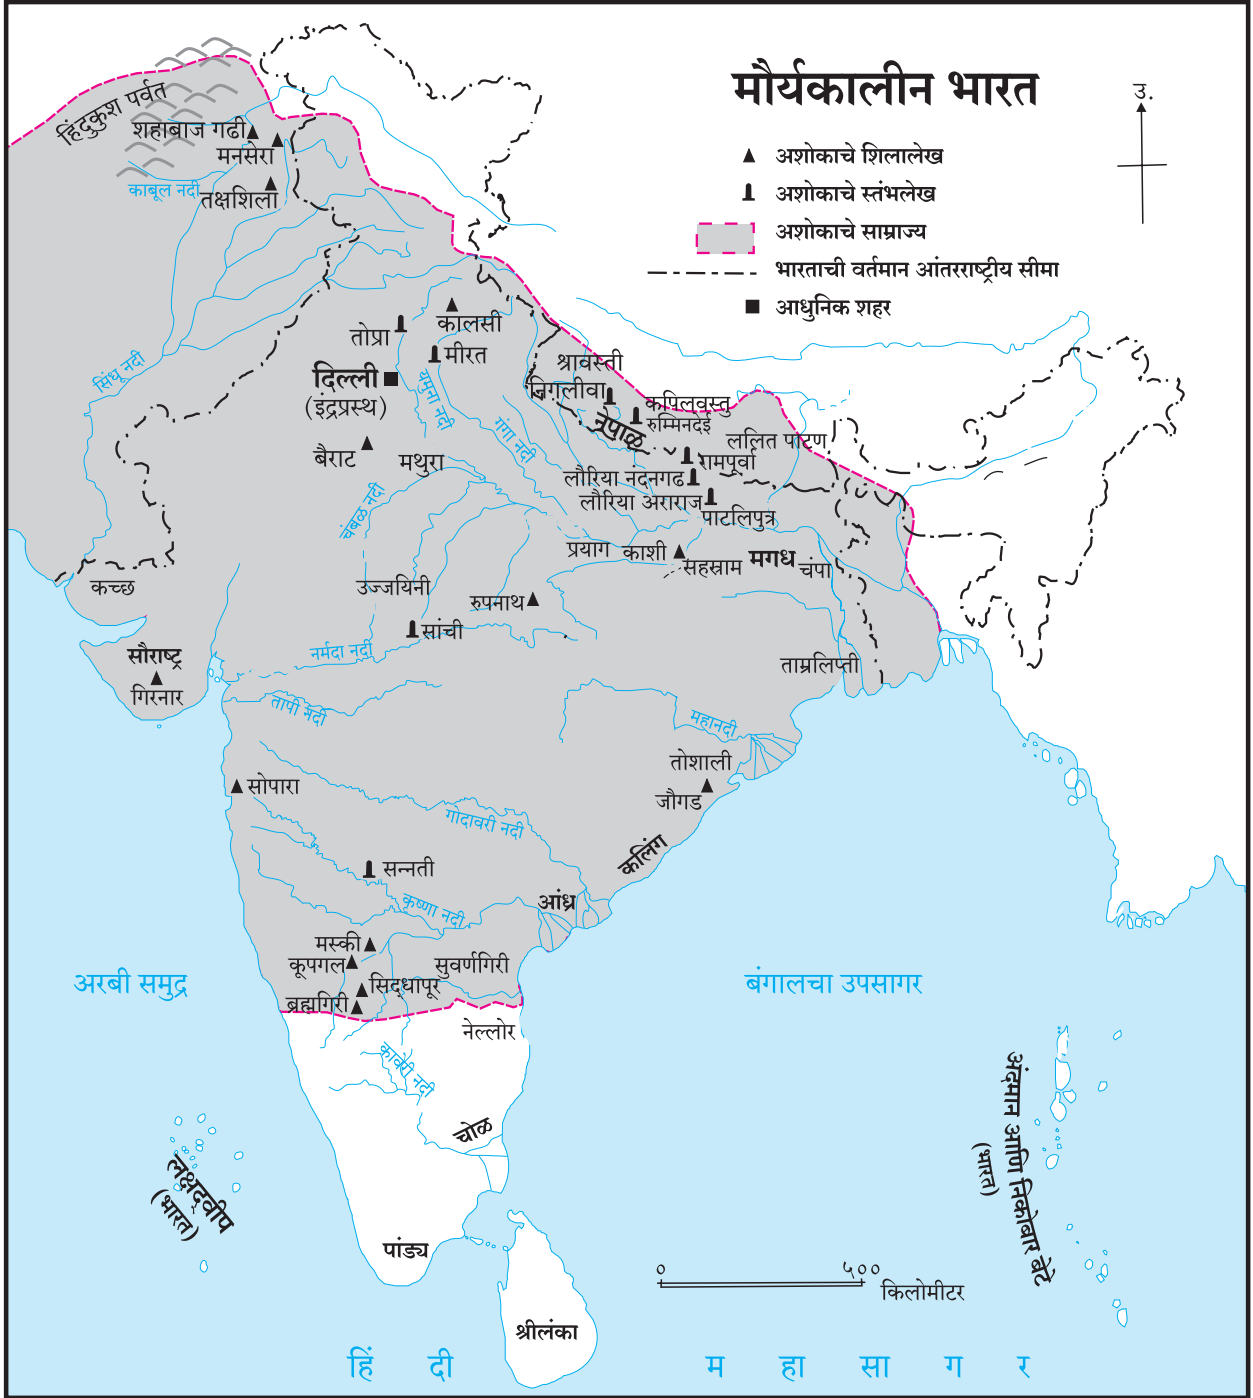 मौर्यकालीन भारत
उ.
अशोकाचे शिलालेख
अशोकाचे स्तंभलेख
अशोकाचे साम्राज्य
भारताची वर्तमान आंतरराष्ट्रीय सीमा
आधुनिक शहर
हिंदुकुश पर्वत
शहाबाज गढी
मनसेरा
काबूल नदी
तक्षशिला
कालसी
तोप्रा
मीरत
सिंधू नदी
दिल्ली
(इंद्रप्रस्थ)
यमुना नदी
श्रावस्ती
निगलीवा
कपिलवस्तु
रुम्मिनदेई
नेपाळ
ललित पाटण
गंगा नदी
बैराट
मथुरा
रामपूर्वा
लौरिया नंदनगढ
लौरिया अराराज
पाटलिपुत्र
चंबळ नदी
प्रयाग
काशी
सहस्राम
मगध
चंपा
कच्छ
उज्जयिनी
रुपनाथ
सांची
नर्मदा नदी
सौराष्ट्र
गिरनार
ताम्रलिप्ती
तापी नदी
महानदी
तोशाली
जौगड
सोपारा
गोदावरी नदी
कलिंग
सन्नती
कृष्णा नदी
आंध्र
मस्की
कूपगल
सुवर्णगिरी
सिद्धापूर
ब्रह्मगिरी
अरबी समुद्र
बंगालचा उपसागर
नेल्लोर
कावेरी नदी
चोळ
अंदमान आणि निकोबार बेटे
(भारत)
लक्षद्वीप
(भारत)
पांड्य
० ५००
किलोमीटर
श्रीलंका
हिं दी म हा सा ग र